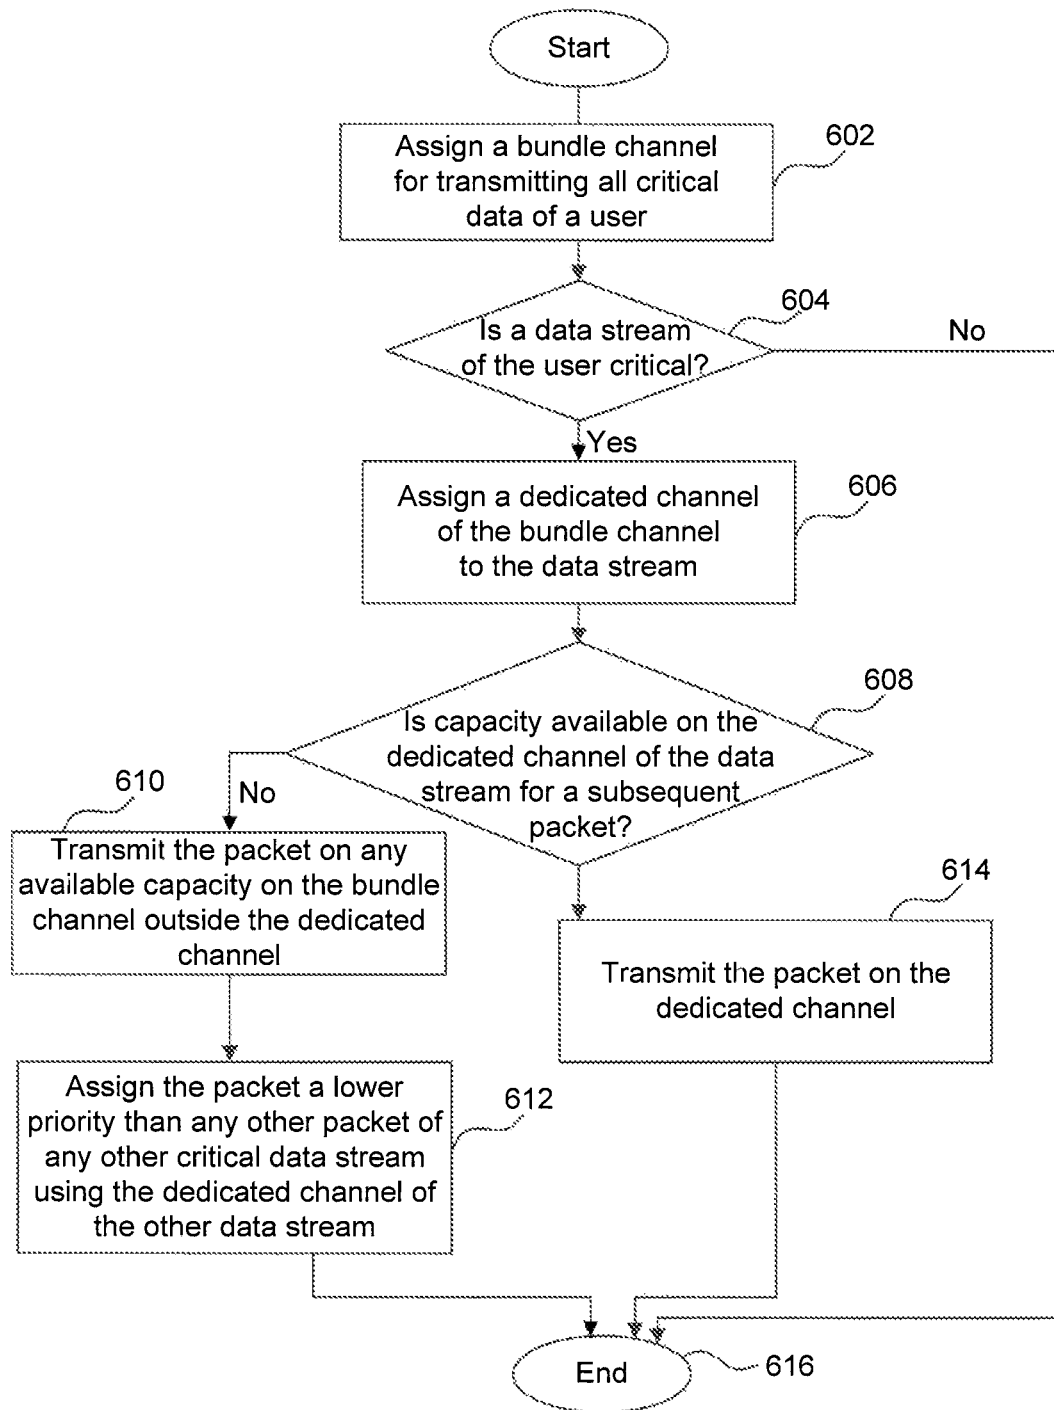 Start
Assign a bundle channel
for transmitting all critical
data of a user
602
Is a data stream
of the user critical?
604
No
Yes
Assign a dedicated channel
of the bundle channel
to the data stream
606
Is capacity available on the
dedicated channel of the data
stream for a subsequent
packet?
608
No
610
Transmit the packet on any
available capacity on the bundle
channel outside the dedicated
channel
614
Transmit the packet on the
dedicated channel
Assign the packet a lower
priority than any other packet of
any other critical data stream
using the dedicated channel of
the other data stream
612
End
616